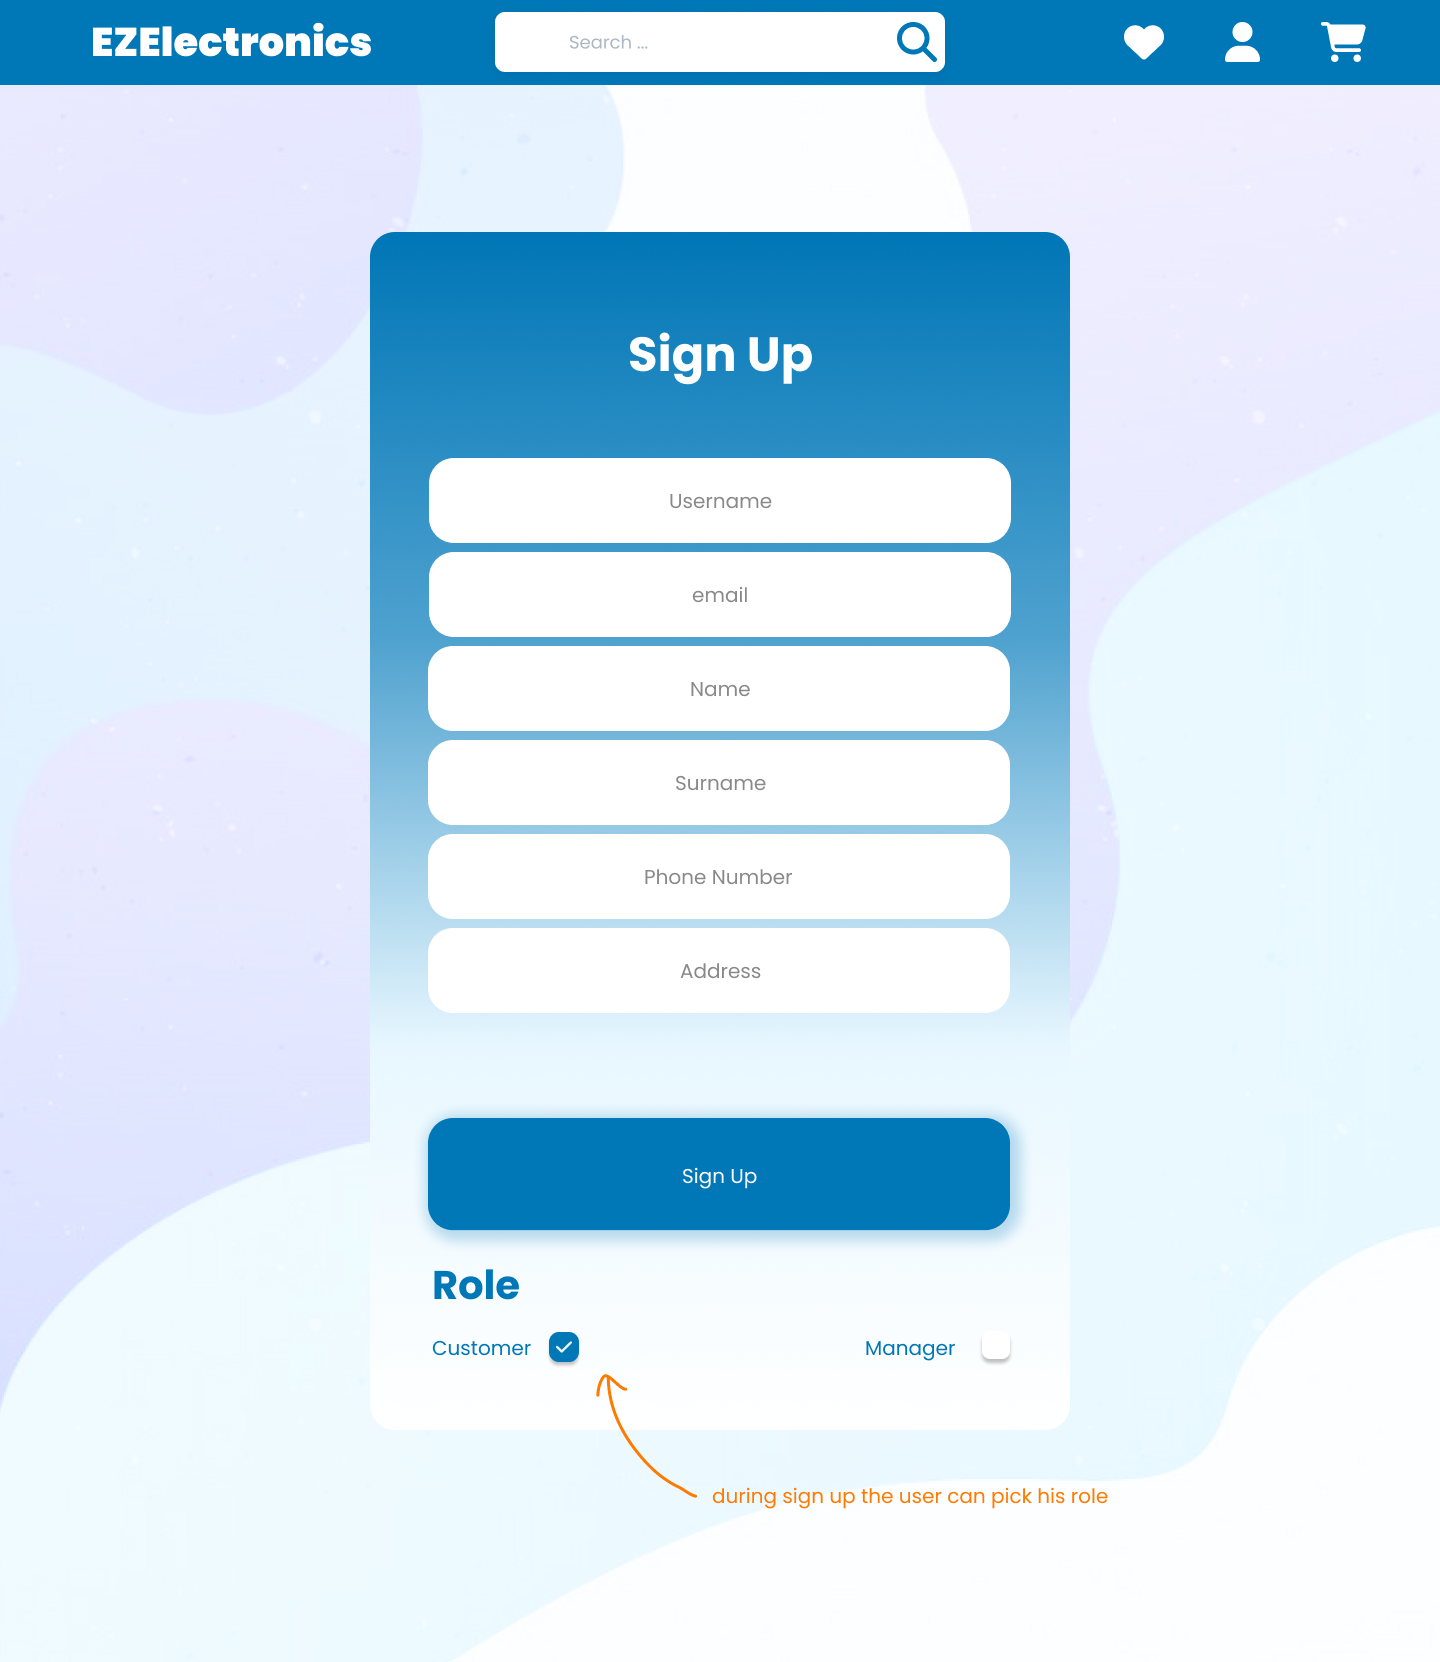 EZElectronics
Search ...
Sign Up
Username
email
Name
Surname
Phone Number
Address
Sign Up
Role
Customer
Manager
during sign up the user can pick his role